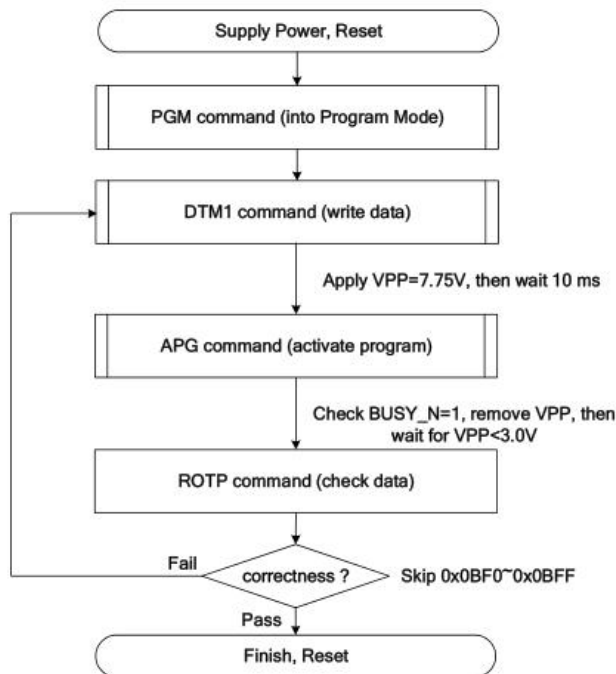 Supply Power, Reset
PGM command (into Program Mode)
DTM1 command (write data)
Apply VPP=7.75V, then wait 10 ms
APG command (activate program)
Check BUSY_N=1, remove VPP, then
wait for VPP<3.0V
ROTP command (check data)
Fail
correctness ?
Skip 0x0BF0~0x0BFF
Pass
Finish, Reset